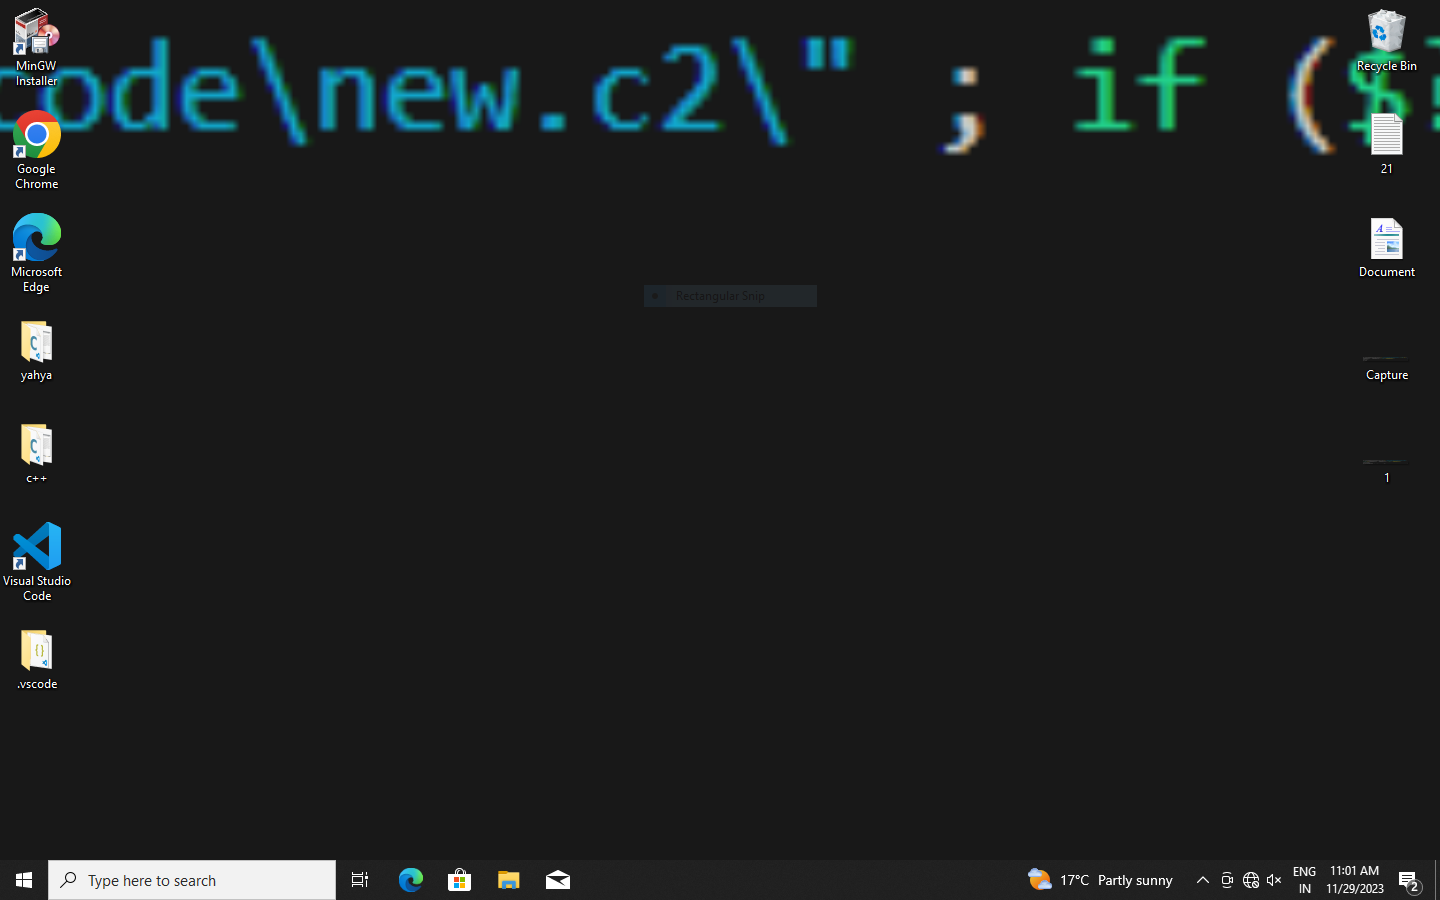 code\new.c2\" ; if ($
MinGW
Installer
Google
Chrome
Microsoft
Edge
yahya
c++
Visual Studio
Code
.vscode
Rectangular Snip
Recycle Bin
21
Document
Capture
1
Type here to search
17°C Partly sunny
ENG
IN
11:01 AM
11/29/2023
2